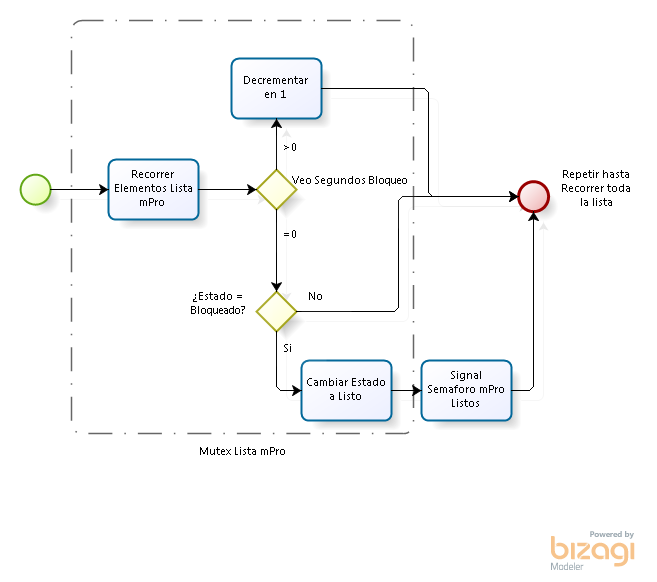 Decrementar
en 1
> 0
Recorrer
Elementos Lista
mPro
Veo Segundos Bloqueo
Repetir hasta
Recorrer toda
la lista
= 0
¿Estado =
Bloqueado?
No
Si
Cambiar Estado
a Listo
Signal
Semaforo mPro
Listos
Mutex Lista mPro
Powered by
bizagi
Modeler